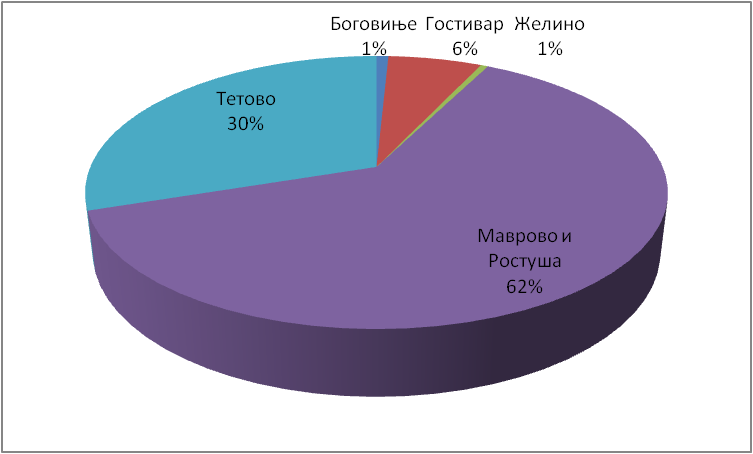 Боговиње
1%
Гостивар
6%
Желино
1%
Тетово
30%
Маврово и
Ростуша
62%